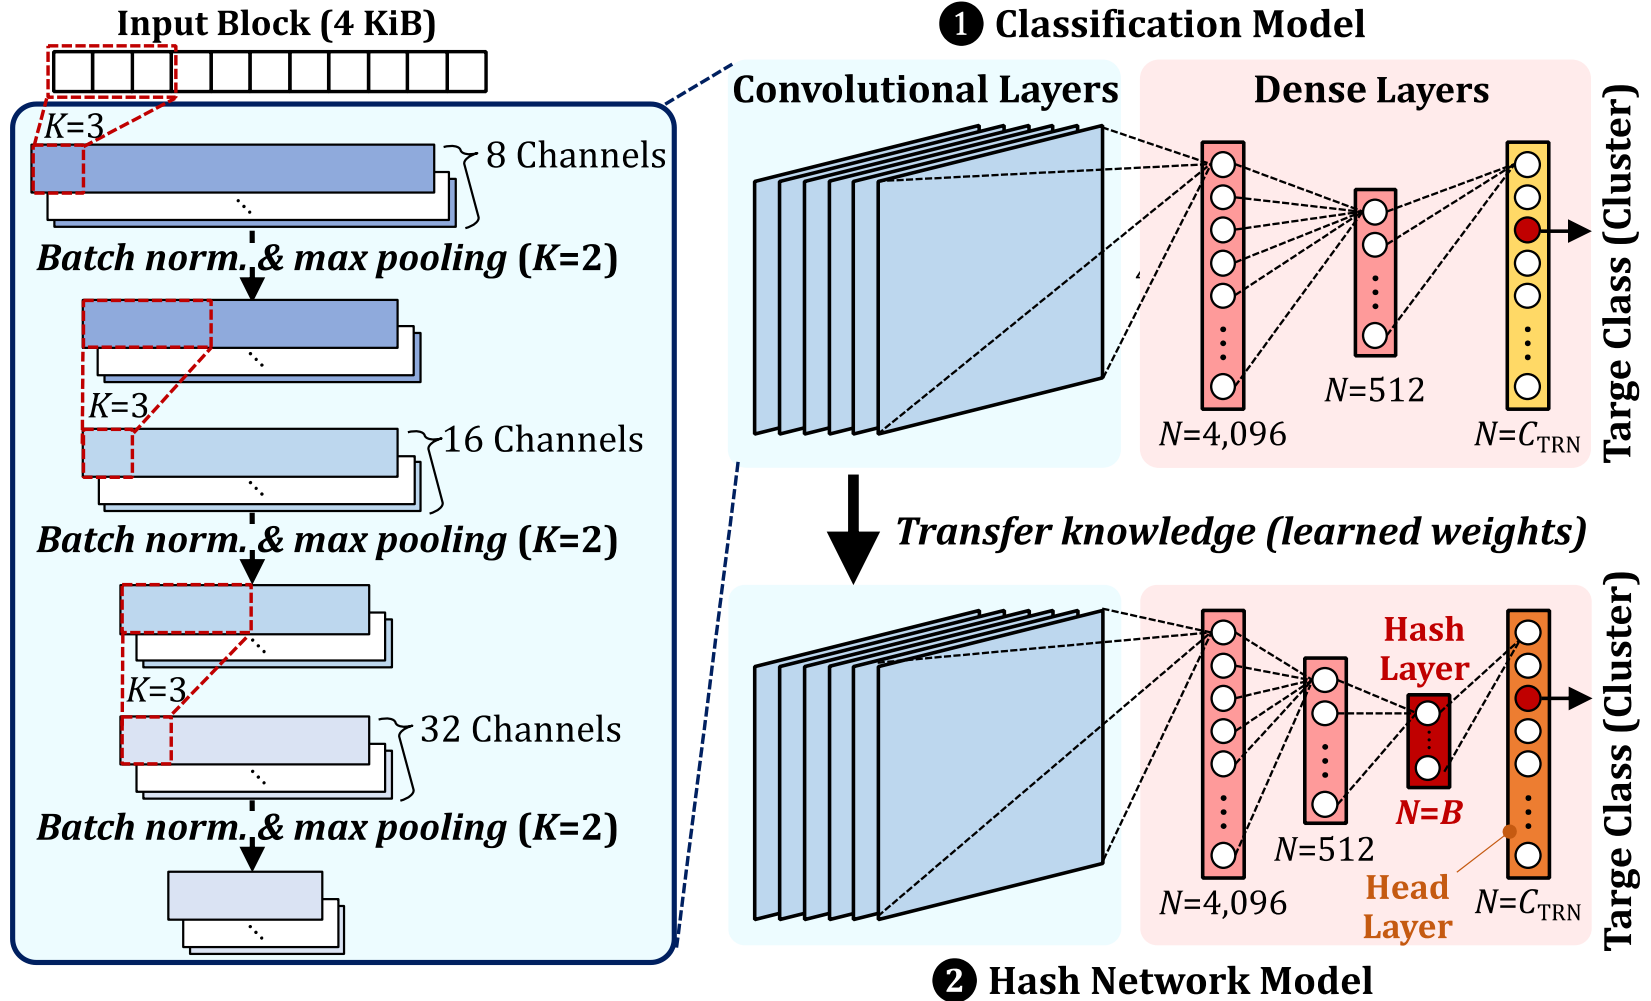 Input Block (4 KiB)
K=3
8 Channels
Batch norm. & max pooling (K=2)
K=3
16 Channels
Batch norm. & max pooling (K=2)
K=3
32 Channels
Batch norm. & max pooling (K=2)
❶ Classification Model
Convolutional Layers
Dense Layers
N=4,096
N=512
N=C_TRN
Targe Class (Cluster)
Transfer knowledge (learned weights)
Hash
Layer
N=B
N=512
N=4,096
Head
Layer
N=C_TRN
Targe Class (Cluster)
❷ Hash Network Model